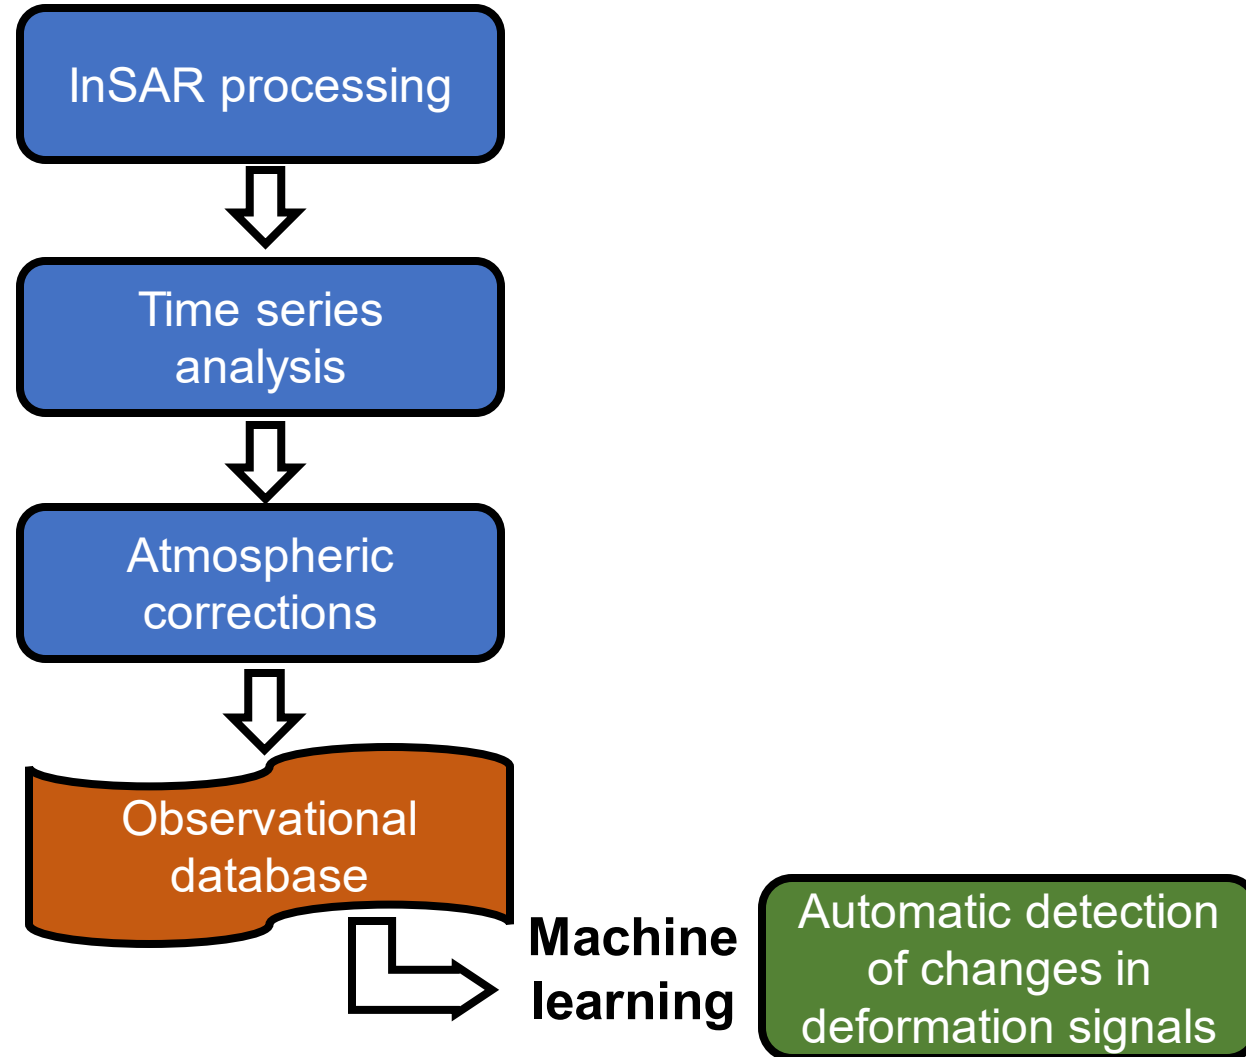 InSAR processing
Time series
analysis
Atmospheric
corrections
Observational
database
Machine
learning
Automatic detection
of changes in
deformation signals